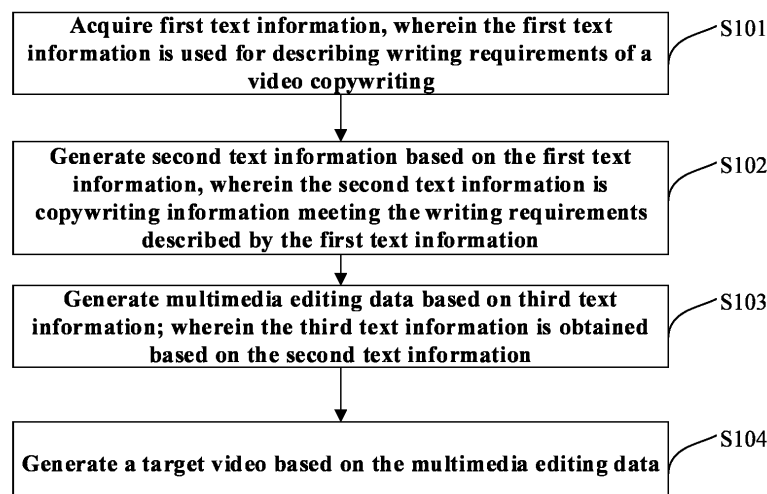 Acquire first text information, wherein the first text
information is used for describing writing requirements of a
video copywriting
S101
Generate second text information based on the first text
information, wherein the second text information is
copywriting information meeting the writing requirements
described by the first text information
S102
Generate multimedia editing data based on third text
information; wherein the third text information is obtained
based on the second text information
S103
Generate a target video based on the multimedia editing data
S104